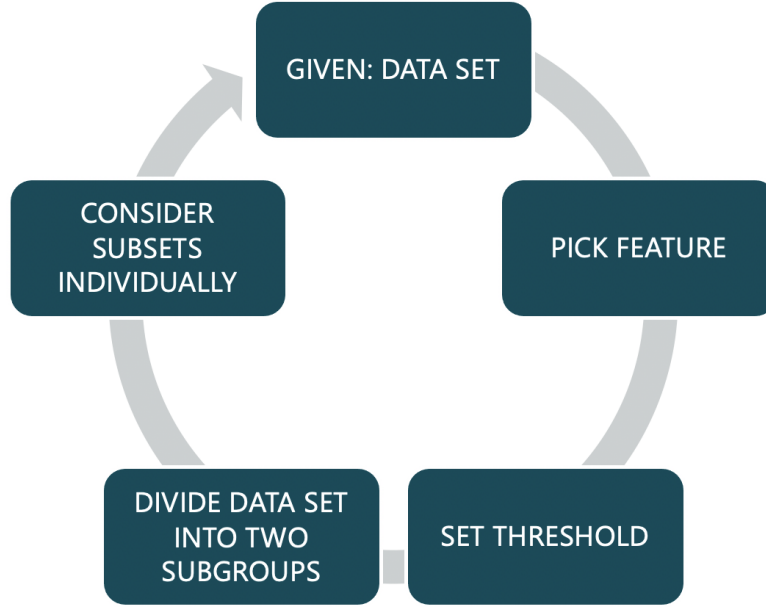 GIVEN: DATA SET
PICK FEATURE
SET THRESHOLD
DIVIDE DATA SET
INTO TWO
SUBGROUPS
CONSIDER
SUBSETS
INDIVIDUALLY